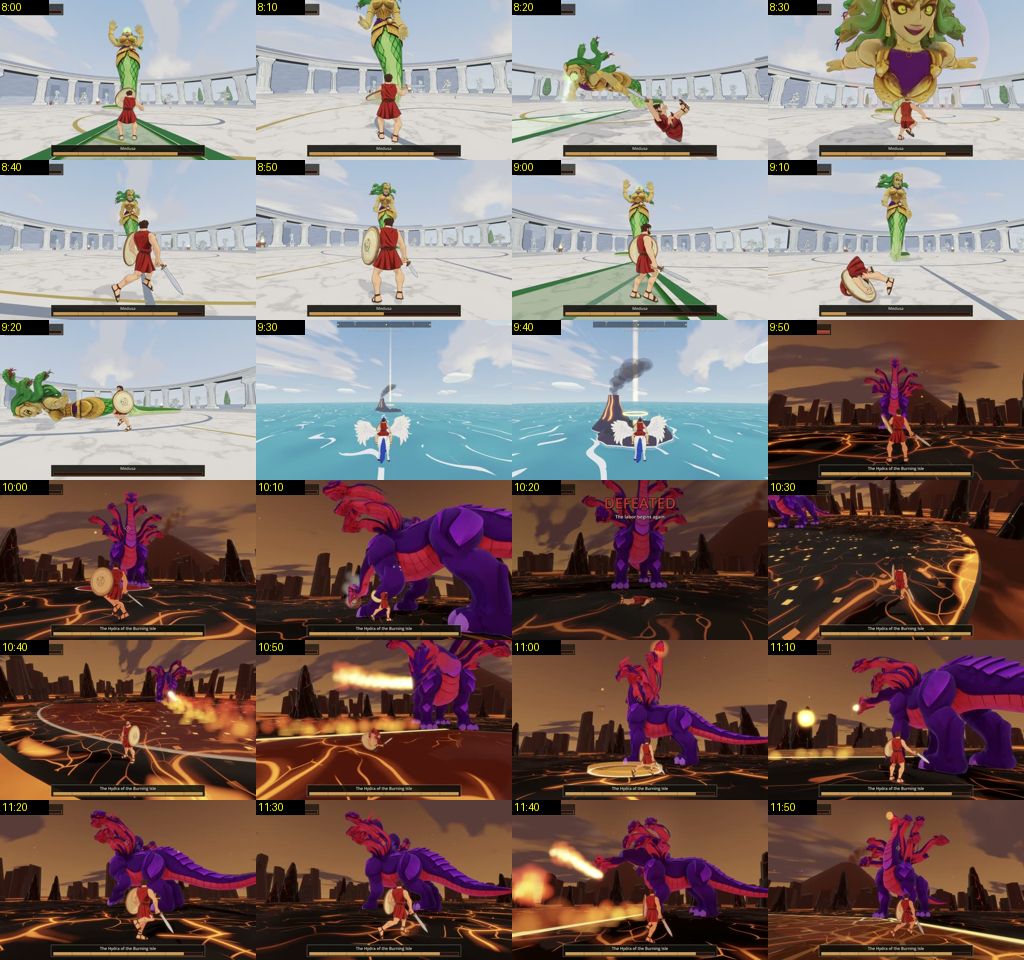 8:00
8:10
8:20
8:30
Medusa
Medusa
Medusa
Medusa
8:40
8:50
9:00
9:10
Medusa
Medusa
Medusa
Medusa
9:20
9:30
9:40
9:50
Medusa
The Hydra of the Burning Isle
10:00
10:10
10:20
10:30
DEFEATED
The labor begins again
The Hydra of the Burning Isle
The Hydra of the Burning Isle
The Hydra of the Burning Isle
10:40
10:50
11:00
11:10
The Hydra of the Burning Isle
The Hydra of the Burning Isle
The Hydra of the Burning Isle
The Hydra of the Burning Isle
11:20
11:30
11:40
11:50
The Hydra of the Burning Isle
The Hydra of the Burning Isle
The Hydra of the Burning Isle
The Hydra of the Burning Isle